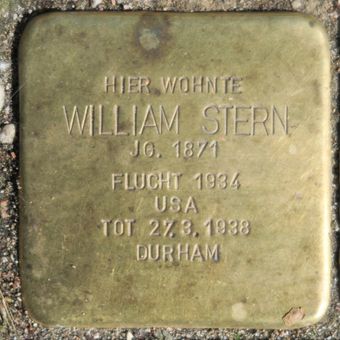 HIER WOHNTE
WILLIAM STERN
JG. 1871
FLUCHT 1934
USA
TOT 27.3.1938
DURHAM